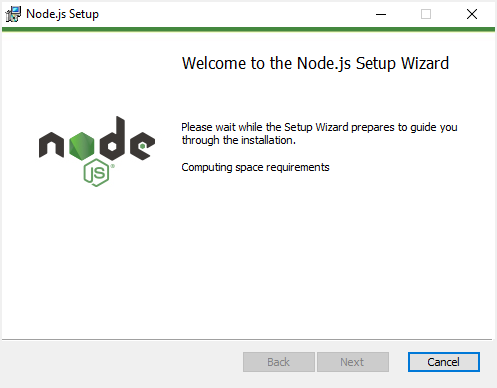 Node.js Setup
Welcome to the Node.js Setup Wizard
Please wait while the Setup Wizard prepares to guide you
through the installation.
Computing space requirements
node
JS
Back
Next
Cancel